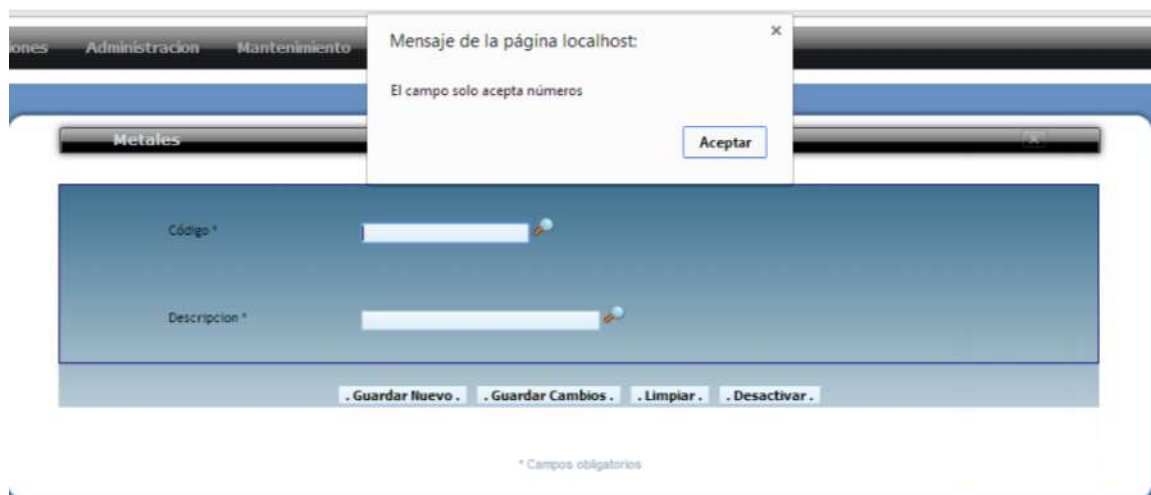 iones Administracion Mantenimiento
Mensaje de la página localhost:
El campo solo acepta números
Aceptar
Metales
Código *
Descripcion *
. Guardar Nuevo . . Guardar Cambios . . Limpiar . . Desactivar .
* Campos obligatorios